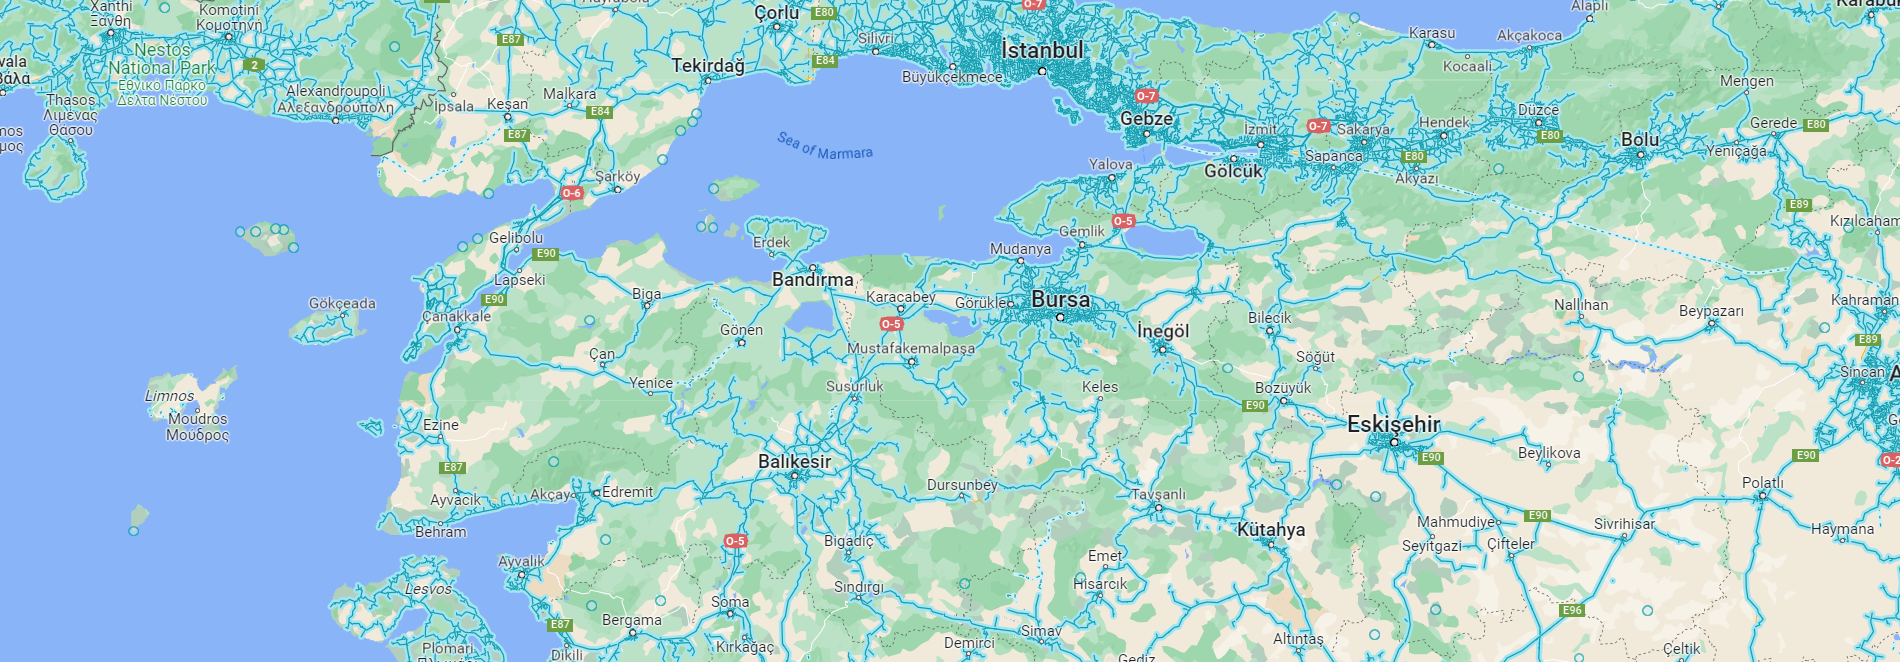 Xanthi
Ξάνθη
Komotini
Κομοτηνή
Nestos
National Park
Εθνικό Πάρκο
Δέλτα Νέστου
2
Thasos
Λιμένας
Θάσου
Alexandroupoli
Αλεξανδρούπολη
İpsala
Keşan
Malkara
E87
E84
E87
Çorlu
E80
E84
Tekirdağ
Silivri
Büyükçekmece
İstanbul
O-7
O-7
Gebze
Sea of Marmara
Yalova
İzmit
O-7
Sakarya
Sapanca
Gölcük
E80
Akyazı
Hendek
Karasu
Kocaali
Akçakoca
Alaplı
Düzce
E80
Bolu
Mengen
Gerede
E80
Yeniçağa
E89
Şarköy
O-6
Gelibolu
Lapseki
E90
E90
Çanakkale
Gökçeada
Biga
Erdek
Bandırma
Gönen
Çan
Yenice
Karacabey
O-5
Mustafakemalpaşa
Susurluk
Görükle
Mudanya
Gemlik
O-5
Bursa
İnegöl
Keles
Bilecik
Söğüt
Bozüyük
E90
Eskişehir
E90
Nallıhan
Beypazarı
E89
Sincan
Limnos
Moudros
Μούδρος
Ezine
E87
Ayvacık
Behram
Akçay
Edremit
Balıkesir
Dursunbey
Tavşanlı
Kütahya
Beylikova
Mahmudiye
E90
Sivrihisar
Seyitgazi
Çifteler
E90
Polatlı
Haymana
O-5
Bigadiç
Sındırgı
Ayvalık
Lesvos
Plomari
E87
Dikili
Bergama
Soma
Kırkağaç
Demirci
Simav
Emet
Hisarcık
Gediz
Altıntaş
E96
Çeltik